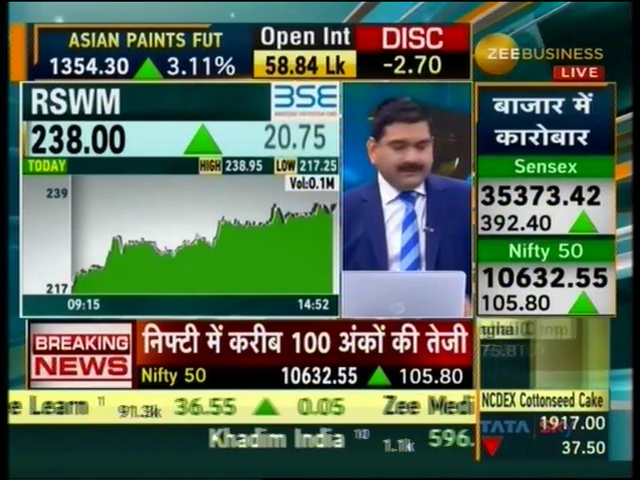 ASIAN PAINTS FUT
1354.30 ▲ 3.11%
Open Int
58.84 Lk
DISC
-2.70
ZEE BUSINESS
LIVE
RSWM
BSE
238.00 ▲ 20.75
TODAY
HIGH 238.95 LOW 217.25
Vol:0.1M
239
217
09:15 14:52
बाजार में
कारोबार
Sensex
35373.42
392.40 ▲
Nifty 50
10632.55
105.80 ▲
BREAKING
NEWS
निफ्टी में करीब 100 अंकों की तेजी
Nifty 50 10632.55 ▲ 105.80
e Learn 91.3k 36.55 ▲ 0.05 Zee Medi
Khadim India 1.1k 596.
NCDEX Cottonseed Cake
1917.00
▼ 37.50
TATA sky